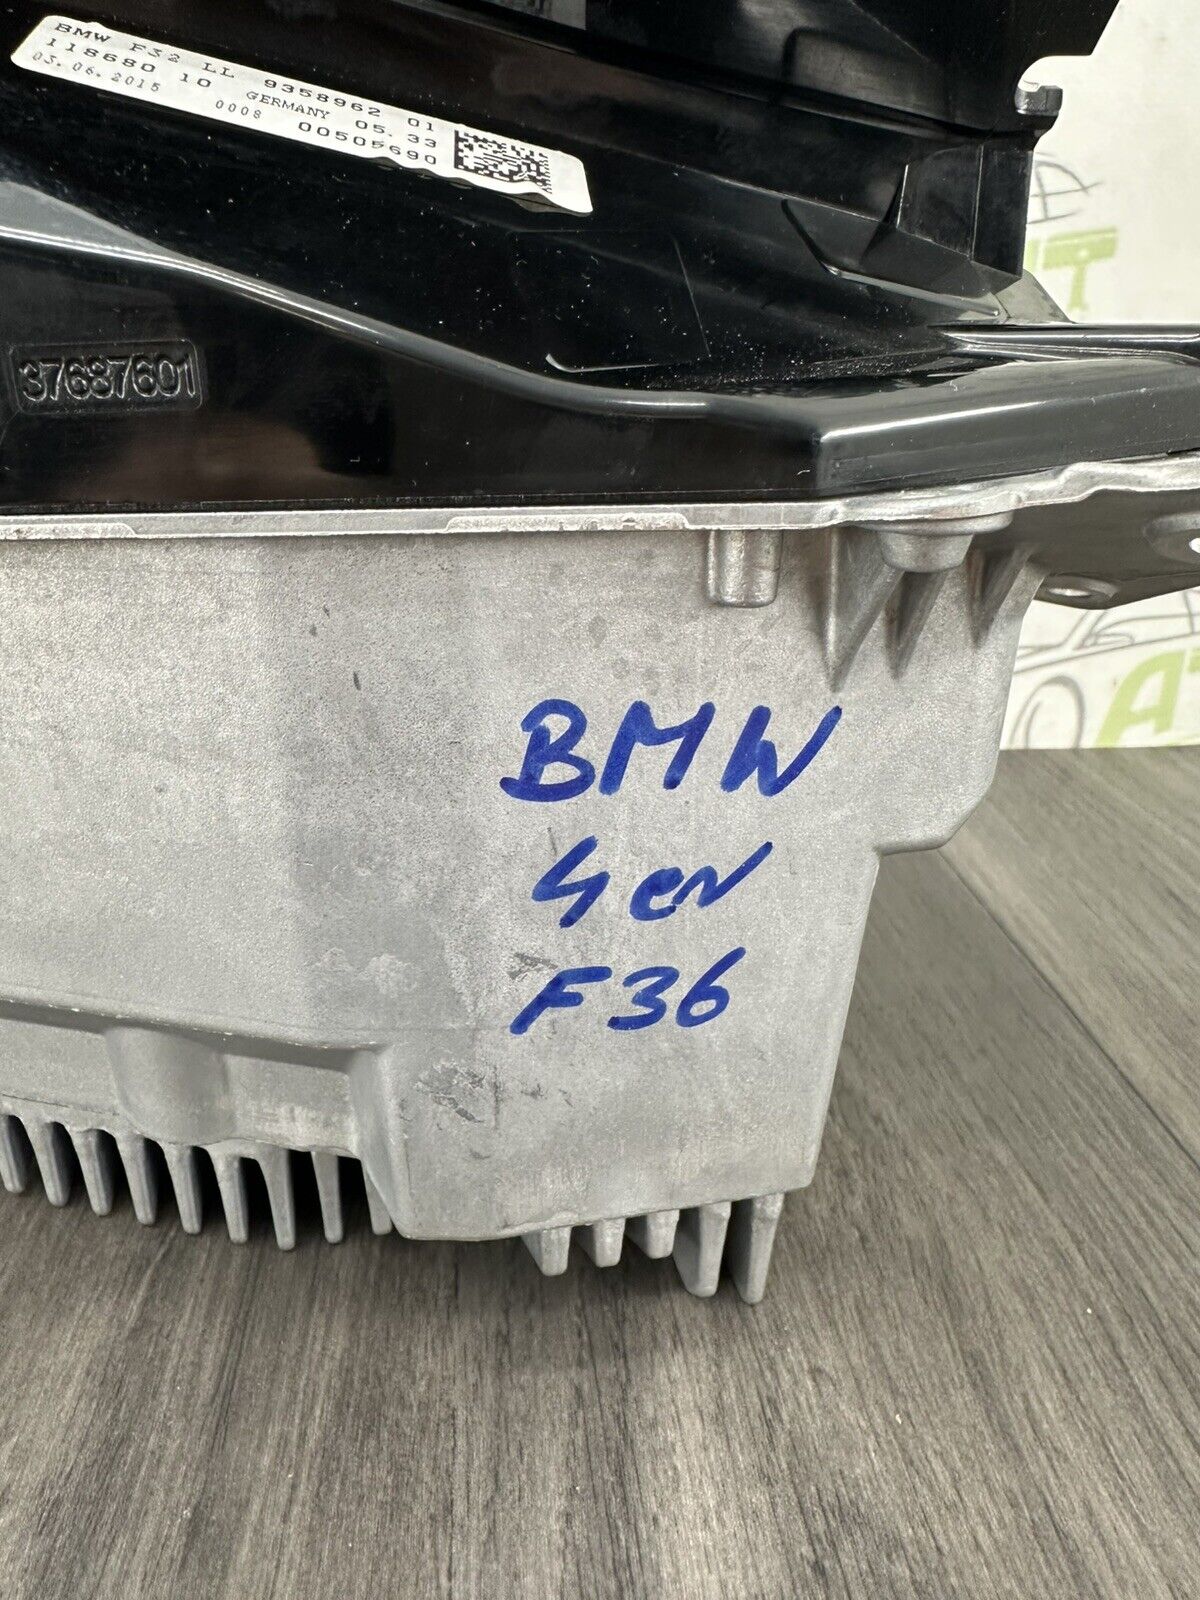 BMW F32 LL 9358962 01
118680 10 GERMANY 05.33
03.06.2015 0008 00505690
37687601
BMW
4er
F36